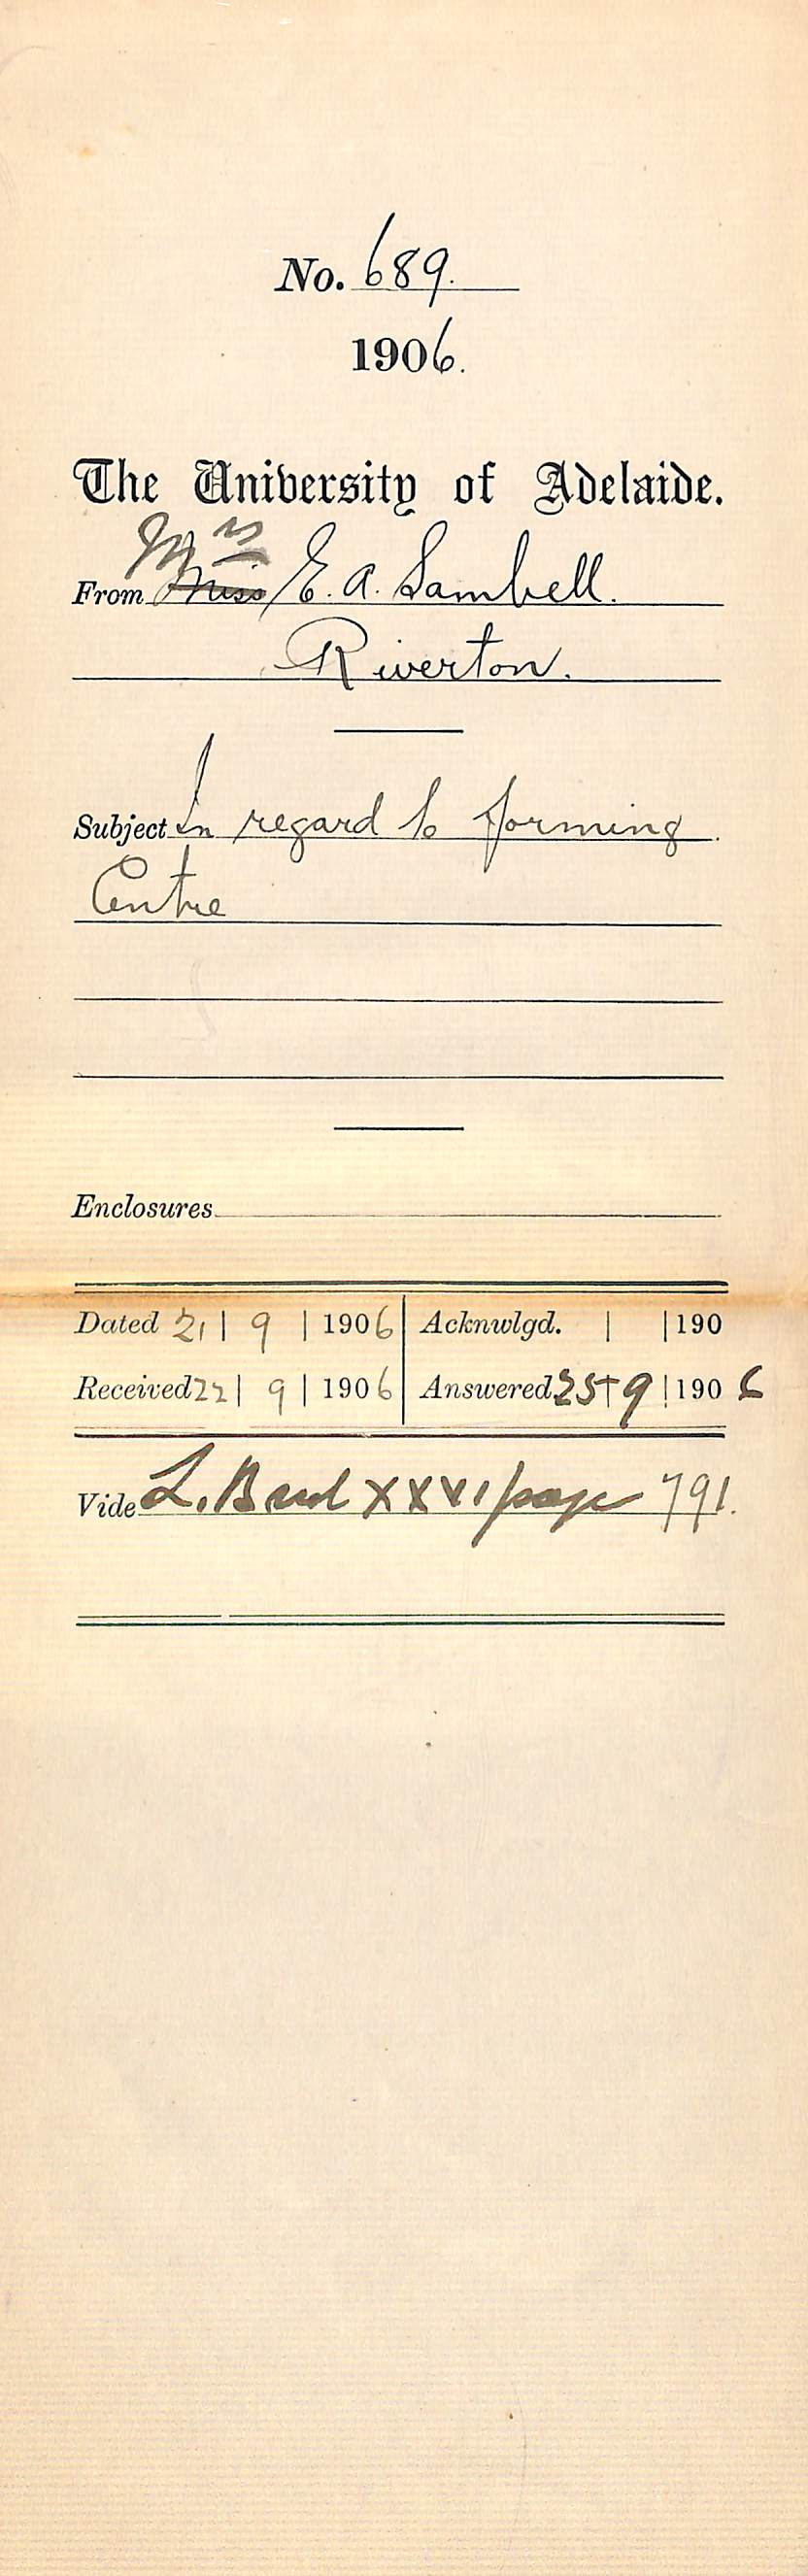 No. 689.
1906.
The University of Adelaide.
Mrs
From Miss E. A. Sambell.
Riverton.
Subject In regard to forming
Centre
Enclosures
Dated 21 | 9 | 1906 Acknwlgd. | | 190
Received 22 | 9 | 1906 Answered 25 | 9 | 1906
Vide L. XXVI page 791.